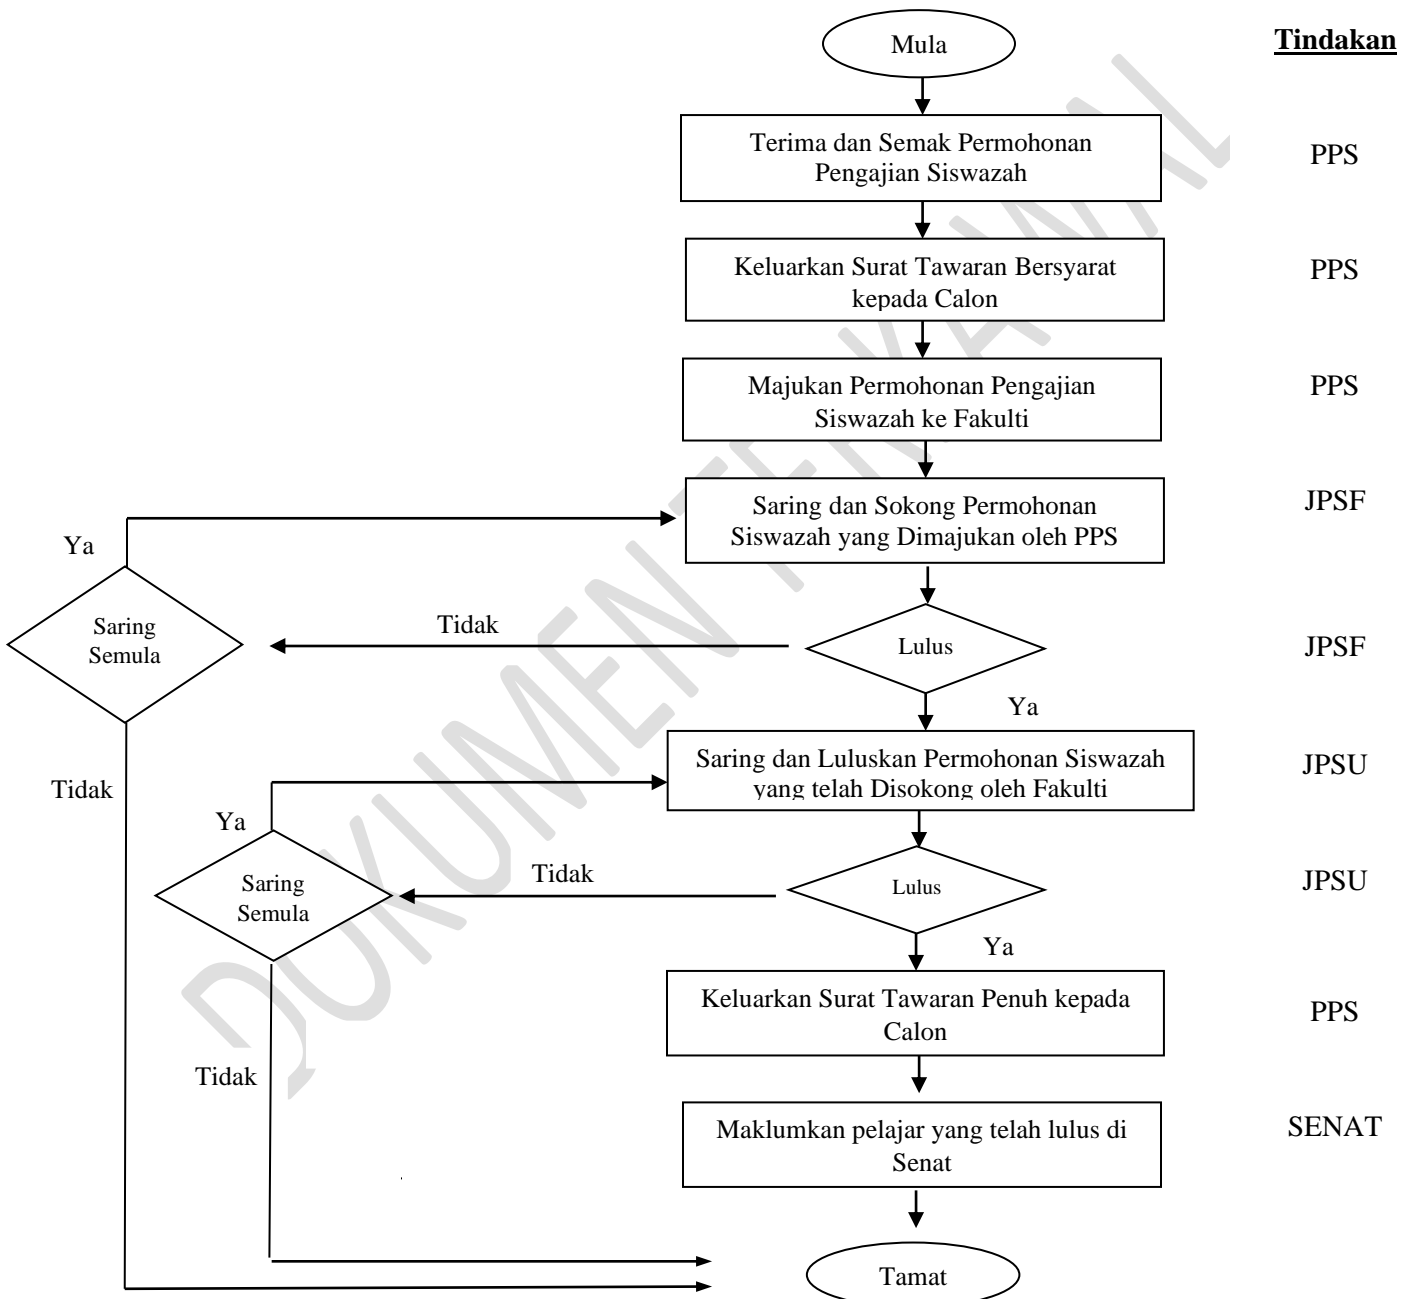 Mula
Tindakan
Terima dan Semak Permohonan
Pengajian Siswazah
PPS
Keluarkan Surat Tawaran Bersyarat
kepada Calon
PPS
Majukan Permohonan Pengajian
Siswazah ke Fakulti
PPS
Saring dan Sokong Permohonan
Siswazah yang Dimajukan oleh PPS
JPSF
Ya
Saring
Semula
Tidak
Lulus
JPSF
Ya
Saring dan Luluskan Permohonan Siswazah
yang telah Disokong oleh Fakulti
JPSU
Tidak
Ya
Saring
Semula
Tidak
Lulus
JPSU
Ya
Keluarkan Surat Tawaran Penuh kepada
Calon
PPS
Tidak
Maklumkan pelajar yang telah lulus di
Senat
SENAT
Tamat
DOKUMEN TERKAWAL